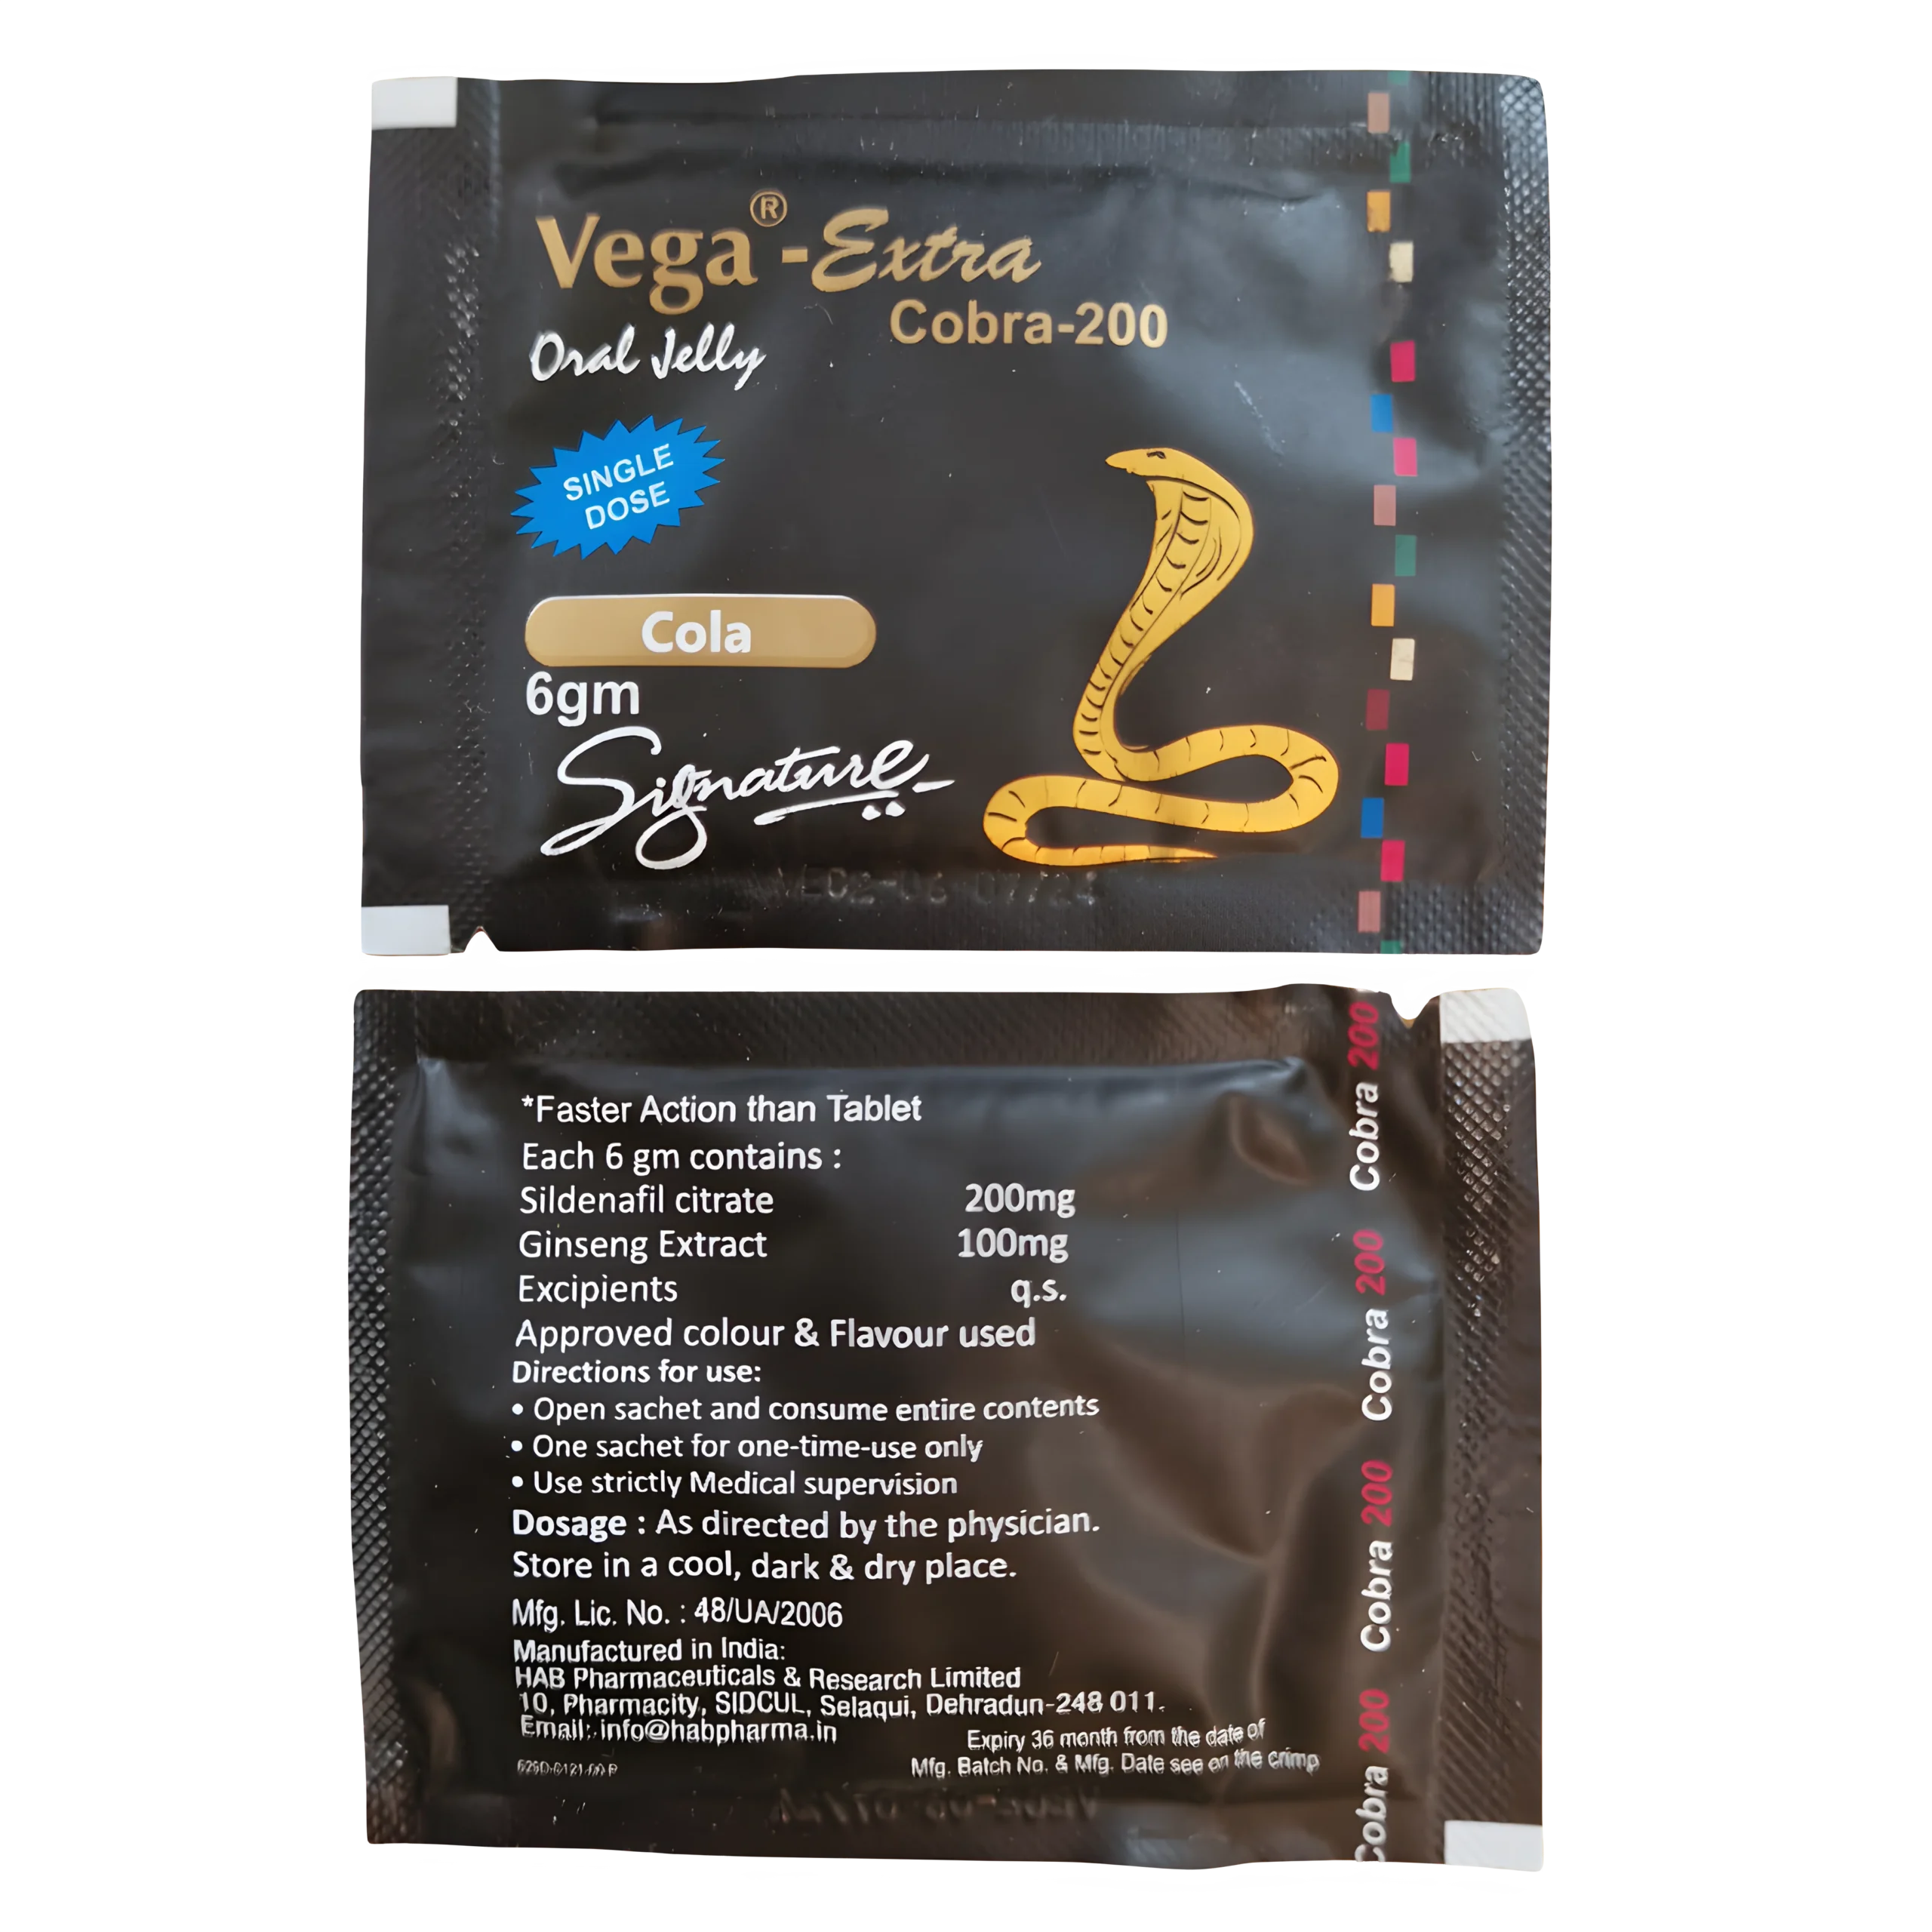 Vega®-Extra
Cobra-200
Oral Jelly
SINGLE
DOSE
Cola
6gm
Signature
*Faster Action than Tablet
Each 6 gm contains :
Sildenafil citrate 200mg
Ginseng Extract 100mg
Excipients q.s.
Approved colour & Flavour used
Directions for use:
• Open sachet and consume entire contents
• One sachet for one-time-use only
• Use strictly Medical supervision
Dosage : As directed by the physician.
Store in a cool, dark & dry place.
Mfg. Lic. No. : 48/UA/2006
Manufactured in India:
HAB Pharmaceuticals & Research Limited
10, Pharmacity, SIDCUL, Selaqui, Dehradun-248 011.
Email: info@habpharma.in
Expiry 36 month from the date of
Mfg. Batch No. & Mfg. Date see on the crimp
Cobra 200 Cobra 200 Cobra 200 Cobra 200